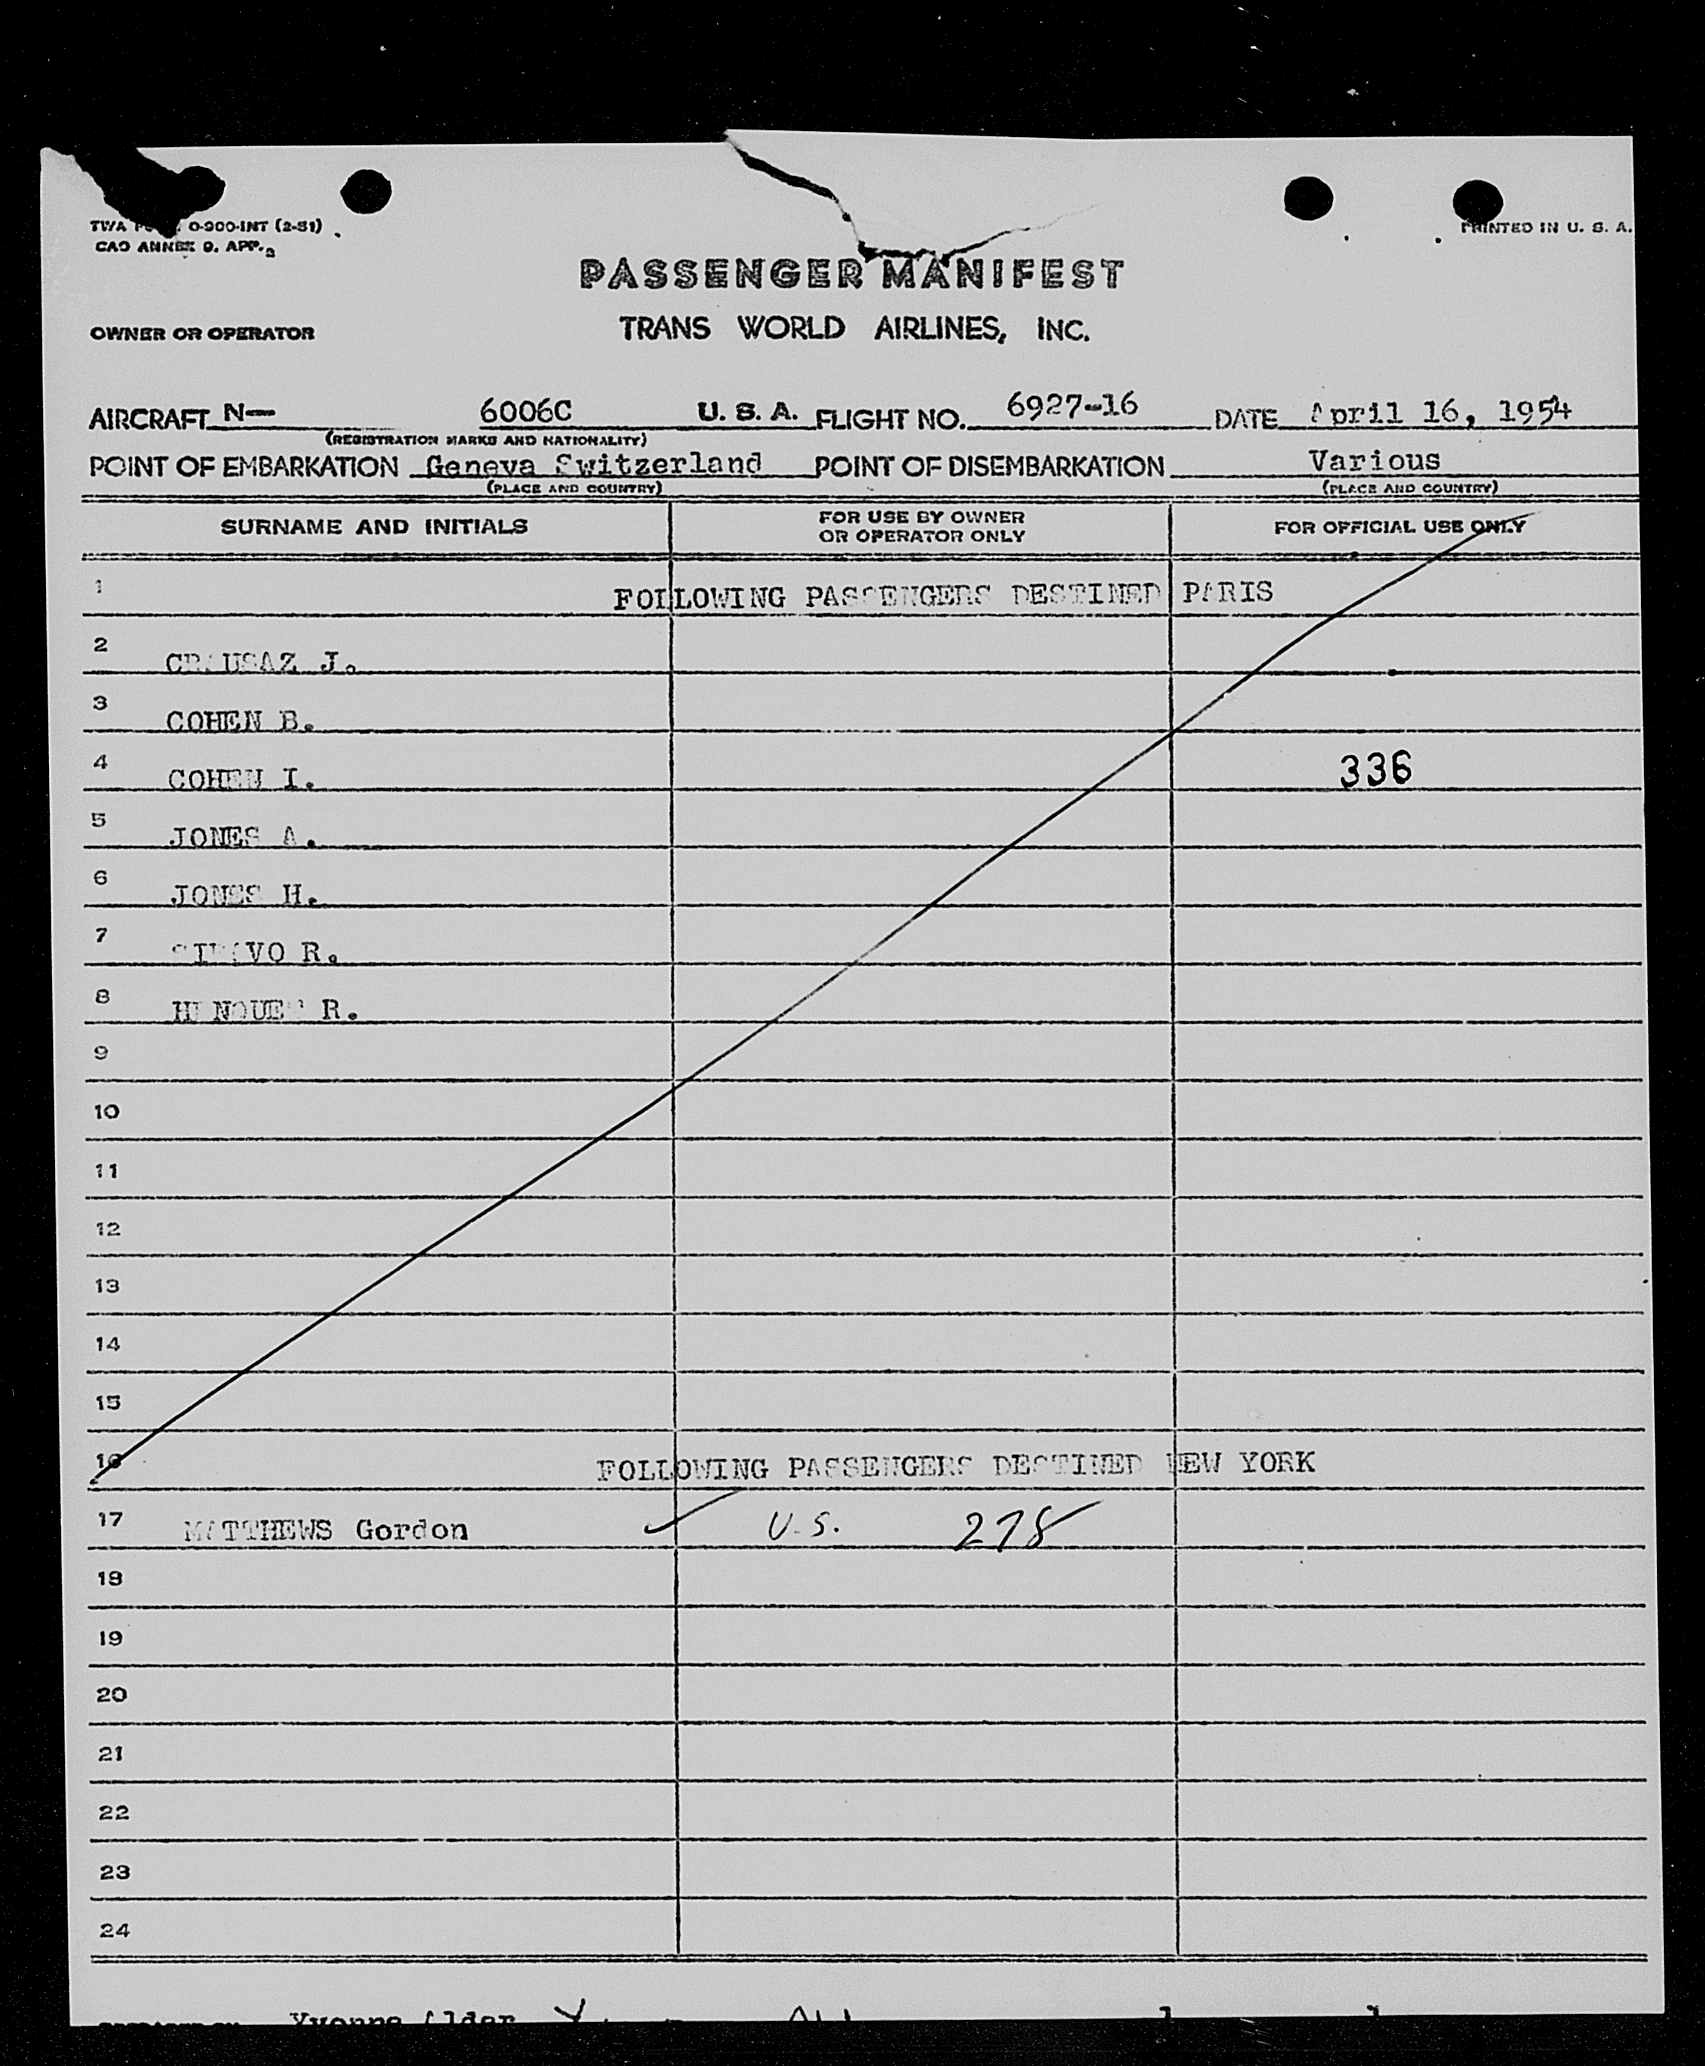 TWA 0-900-INT (2-51)
CAO ANNEX 9. APP. 3
PRINTED IN U. S. A.
PASSENGER MANIFEST
OWNER OR OPERATOR TRANS WORLD AIRLINES, INC.
AIRCRAFT N— 6006C U. S. A. FLIGHT NO. 6927-16 DATE April 16, 1954
(REGISTRATION MARKS AND NATIONALITY)
POINT OF EMBARKATION Geneva Switzerland POINT OF DISEMBARKATION Various
(PLACE AND COUNTRY) (PLACE AND COUNTRY)
SURNAME AND INITIALS FOR USE BY OWNER OR OPERATOR ONLY FOR OFFICIAL USE ONLY
1 FOLLOWING PASSENGERS DESTINED PARIS
2 CRAUSAZ J.
3 COHEN B.
4 COHEN I. 336
5 JONES A.
6 JONES H.
7 R.
8 R.
9
10
11
12
13
14
15
16 FOLLOWING PASSENGERS DESTINED NEW YORK
17 MATTHEWS Gordon U.S. 278
18
19
20
21
22
23
24
Yvonne Alder